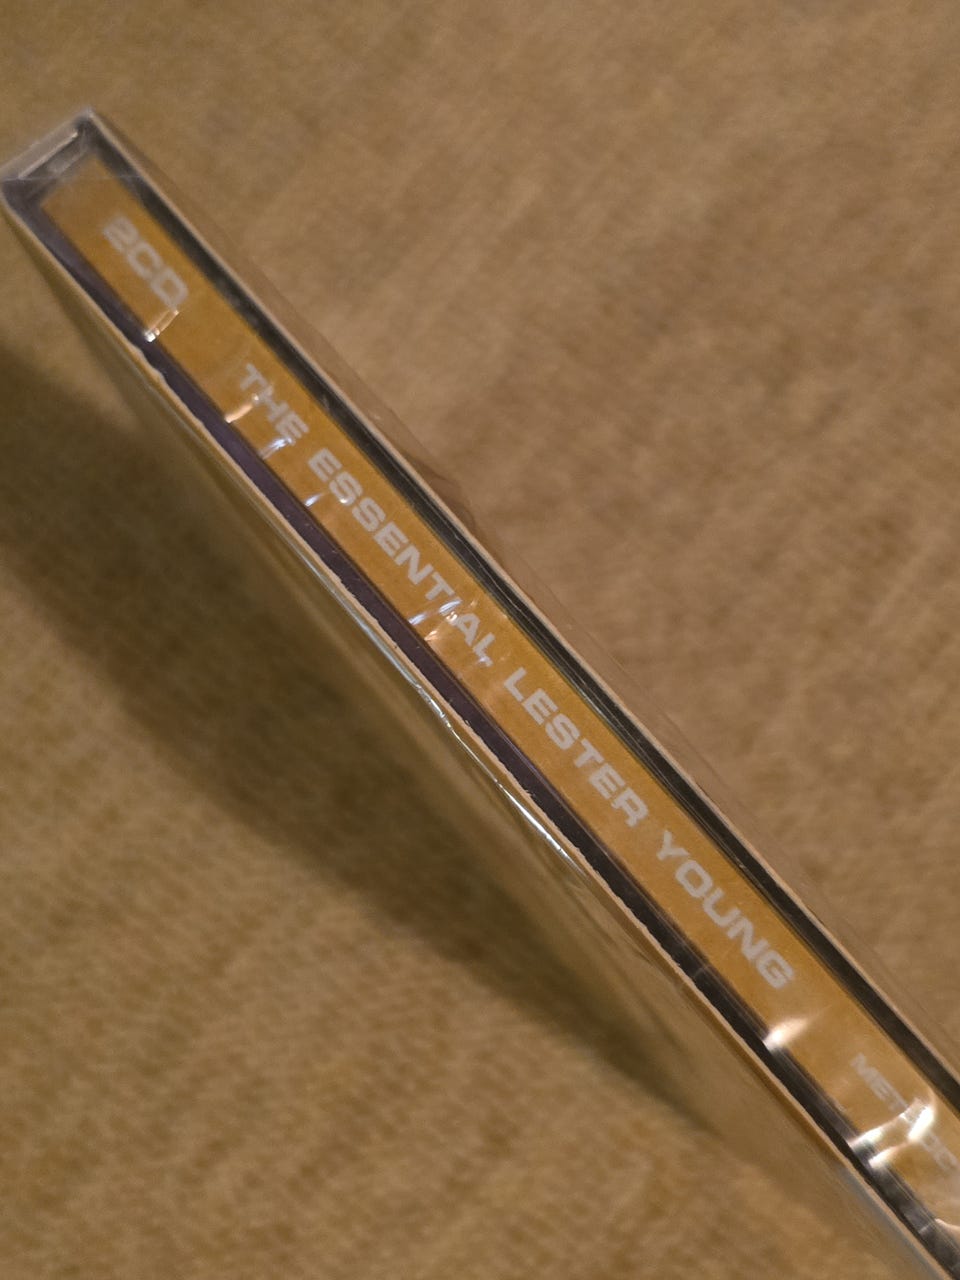 2CD
THE ESSENTIAL LESTER YOUNG